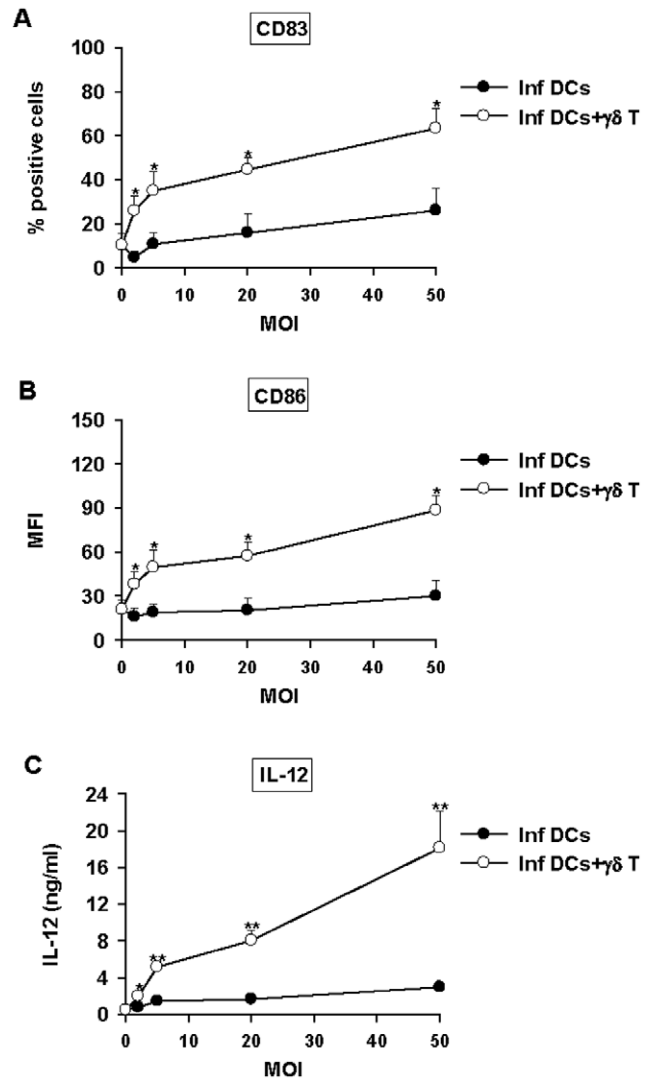 A
CD83
100
80
60
40
20
0
% positive cells
* * * *
0 10 20 30 40 50
MOI
Inf DCs
Inf DCs+γδ T
B
CD86
150
120
90
60
30
0
MFI
* * * *
0 10 20 30 40 50
MOI
Inf DCs
Inf DCs+γδ T
C
IL-12
24
20
16
12
8
4
0
IL-12 (ng/ml)
* ** ** **
0 10 20 30 40 50
MOI
Inf DCs
Inf DCs+γδ T